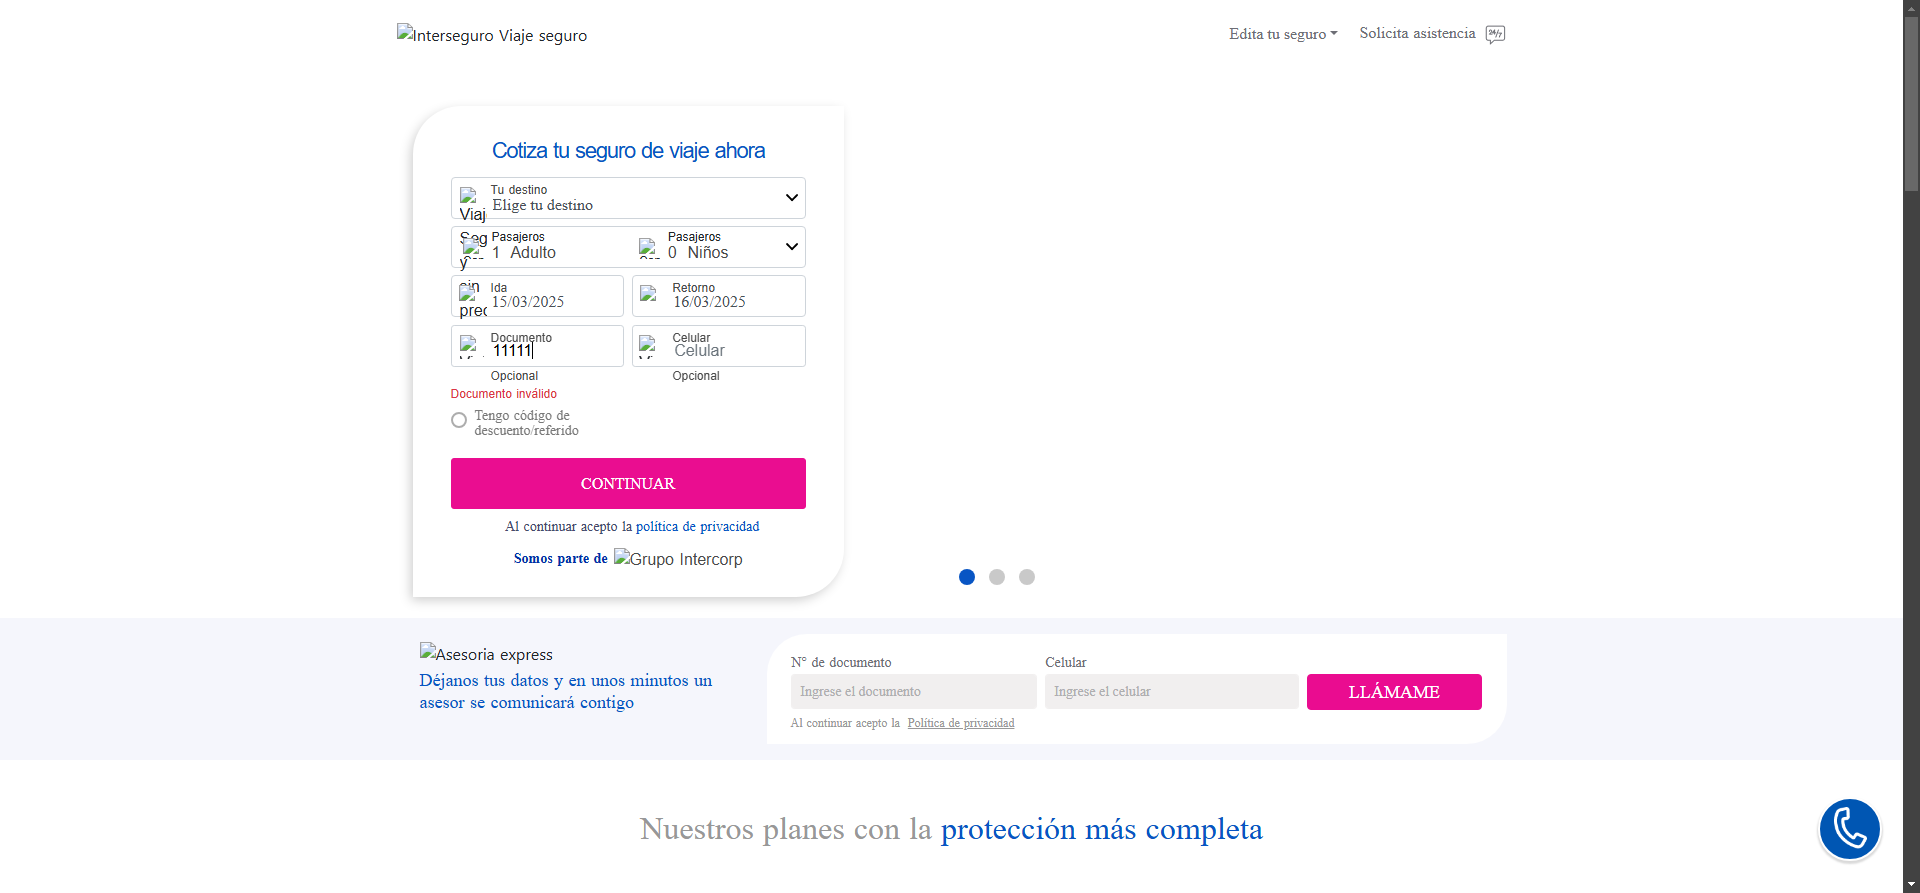 Interseguro Viaje seguro
Edita tu seguro
Solicita asistencia
24/7
Cotiza tu seguro de viaje ahora
Tu destino
Elige tu destino
Viaj
Seg
y
sin
prec
Pasajeros
1 Adulto
Pasajeros
0 Niños
Ida
15/03/2025
Retorno
16/03/2025
Documento
11111
Opcional
Celular
Celular
Opcional
Documento inválido
Tengo código de
descuento/referido
CONTINUAR
Al continuar acepto la política de privacidad
Somos parte de Grupo Intercorp
Asesoria express
Déjanos tus datos y en unos minutos un
asesor se comunicará contigo
N° de documento
Ingrese el documento
Celular
Ingrese el celular
LLÁMAME
Al continuar acepto la Política de privacidad
Nuestros planes con la protección más completa